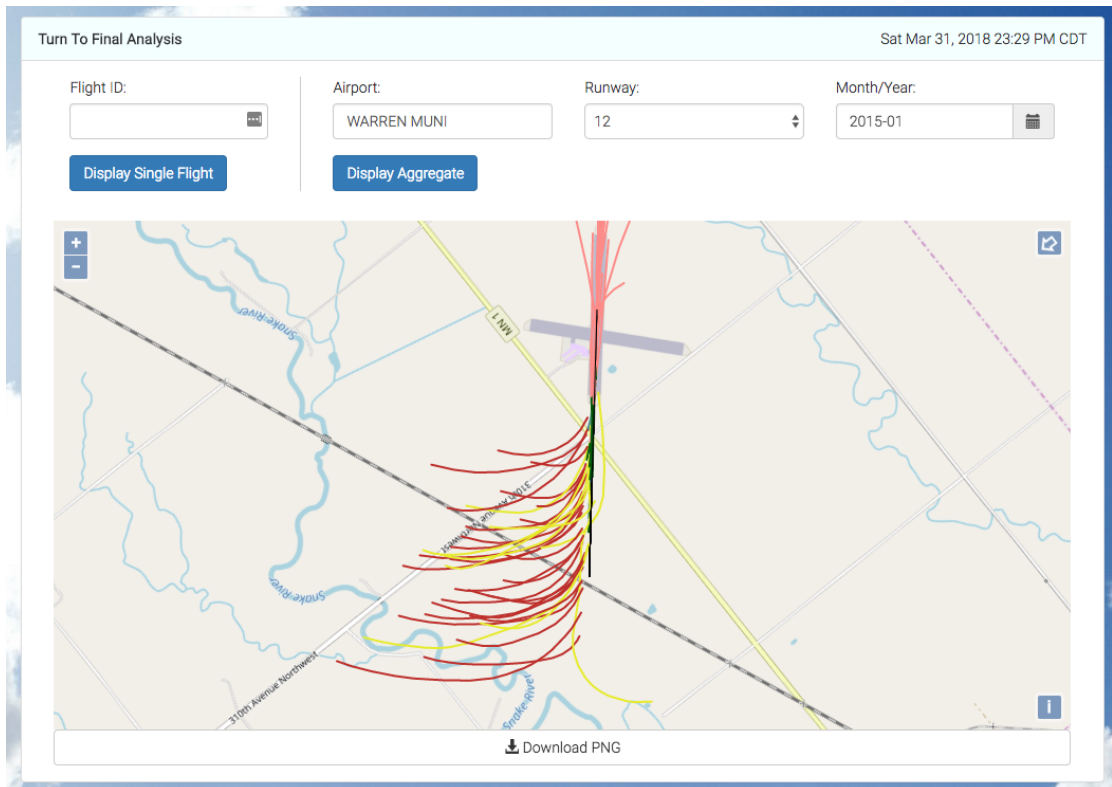 Turn To Final Analysis
Sat Mar 31, 2018 23:29 PM CDT
Flight ID:
Airport:
Runway:
Month/Year:
WARREN MUNI
12
2015-01
Display Single Flight
Display Aggregate
+
−
Snake River
MN 1
310th Avenue Northwest
Snake River
310th Avenue Northwest
Snake River
i
Download PNG